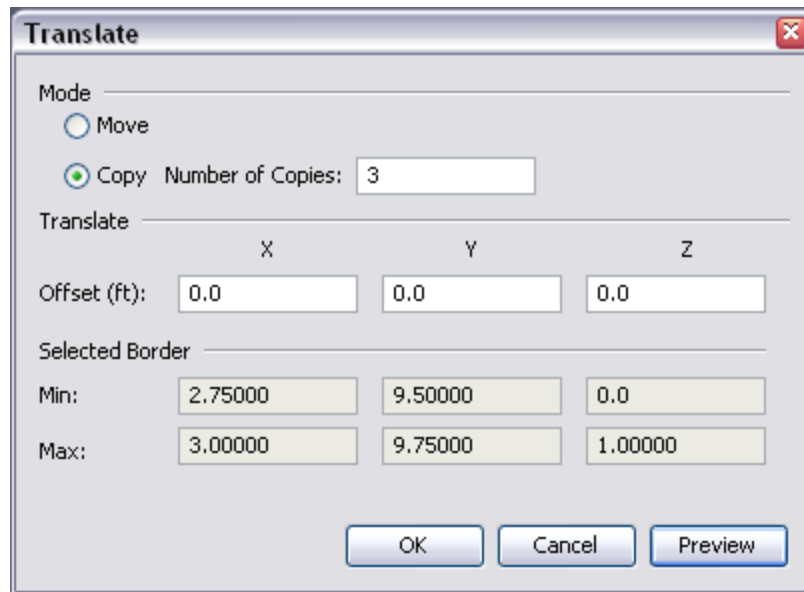 Translate
Mode
Move
Copy Number of Copies: 3
Translate
X Y Z
Offset (ft): 0.0 0.0 0.0
Selected Border
Min: 2.75000 9.50000 0.0
Max: 3.00000 9.75000 1.00000
OK Cancel Preview